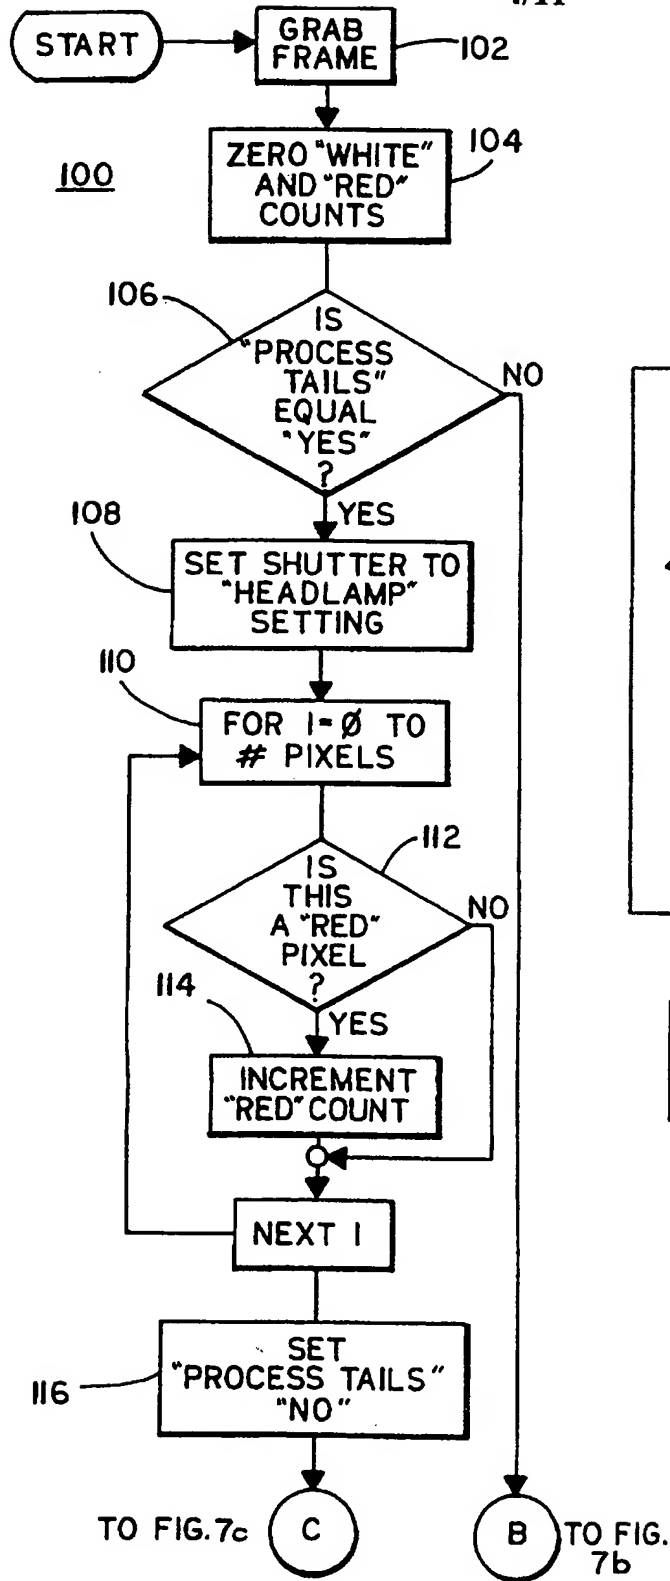 START
GRAB
FRAME
102
100
ZERO "WHITE"
AND "RED"
COUNTS
104
106
IS
"PROCESS
TAILS"
EQUAL
"YES"
?
NO
YES
108
SET SHUTTER TO
"HEADLAMP"
SETTING
110
FOR I=Ø TO
# PIXELS
112
IS
THIS
A "RED"
PIXEL
?
NO
114
YES
INCREMENT
"RED" COUNT
NEXT I
116
SET
"PROCESS TAILS"
"NO"
TO FIG.7c
C
B
TO FIG.
7b